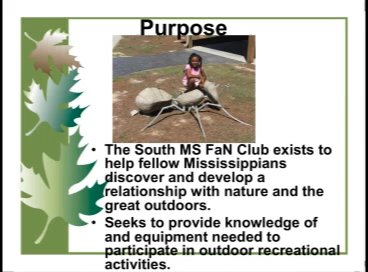 Purpose
• The South MS FaN Club exists to
help fellow Mississippians
discover and develop a
relationship with nature and the
great outdoors.
• Seeks to provide knowledge of
and equipment needed to
participate in outdoor recreational
activities.